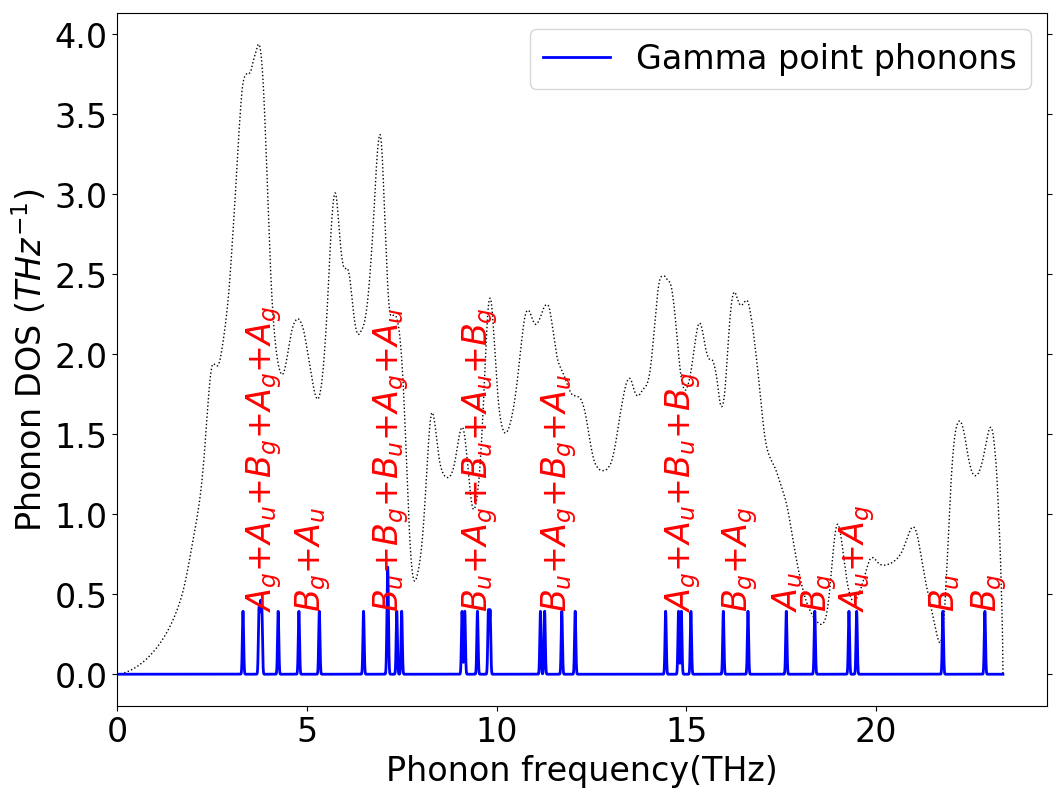 Gamma point phonons
Phonon DOS (THz⁻¹)
4.0
3.5
3.0
2.5
2.0
1.5
1.0
0.5
0.0
A_g+A_u+B_g+A_g+A_g
B_g+A_u
B_u+B_g+B_u+A_g+A_u
B_u+A_g+B_u+A_u+B_g
B_u+A_g+B_g+A_u
A_g+A_u+B_u+B_g
B_g+A_g
A_u
B_g
A_u+A_g
B_u
B_g
0 5 10 15 20
Phonon frequency(THz)